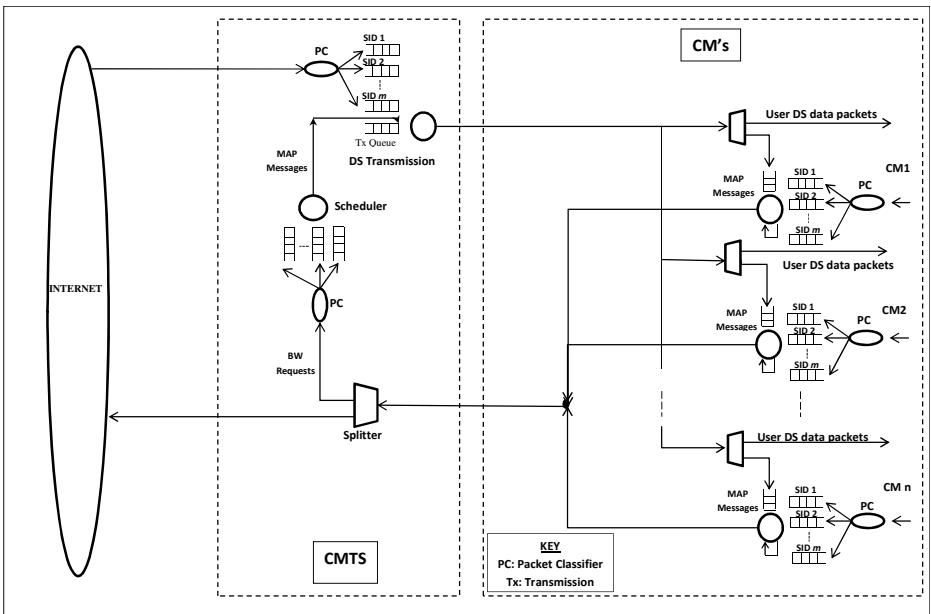 INTERNET
PC
SID 1
SID 2
SID m
Tx Queue
DS Transmission
MAP
Messages
Scheduler
PC
BW
Requests
Splitter
CMTS
CM's
User DS data packets
MAP
Messages
SID 1
SID 2
SID m
PC
CM1
User DS data packets
MAP
Messages
SID 1
SID 2
SID m
PC
CM2
User DS data packets
MAP
Messages
SID 1
SID 2
SID m
PC
CM n
KEY
PC: Packet Classifier
Tx: Transmission